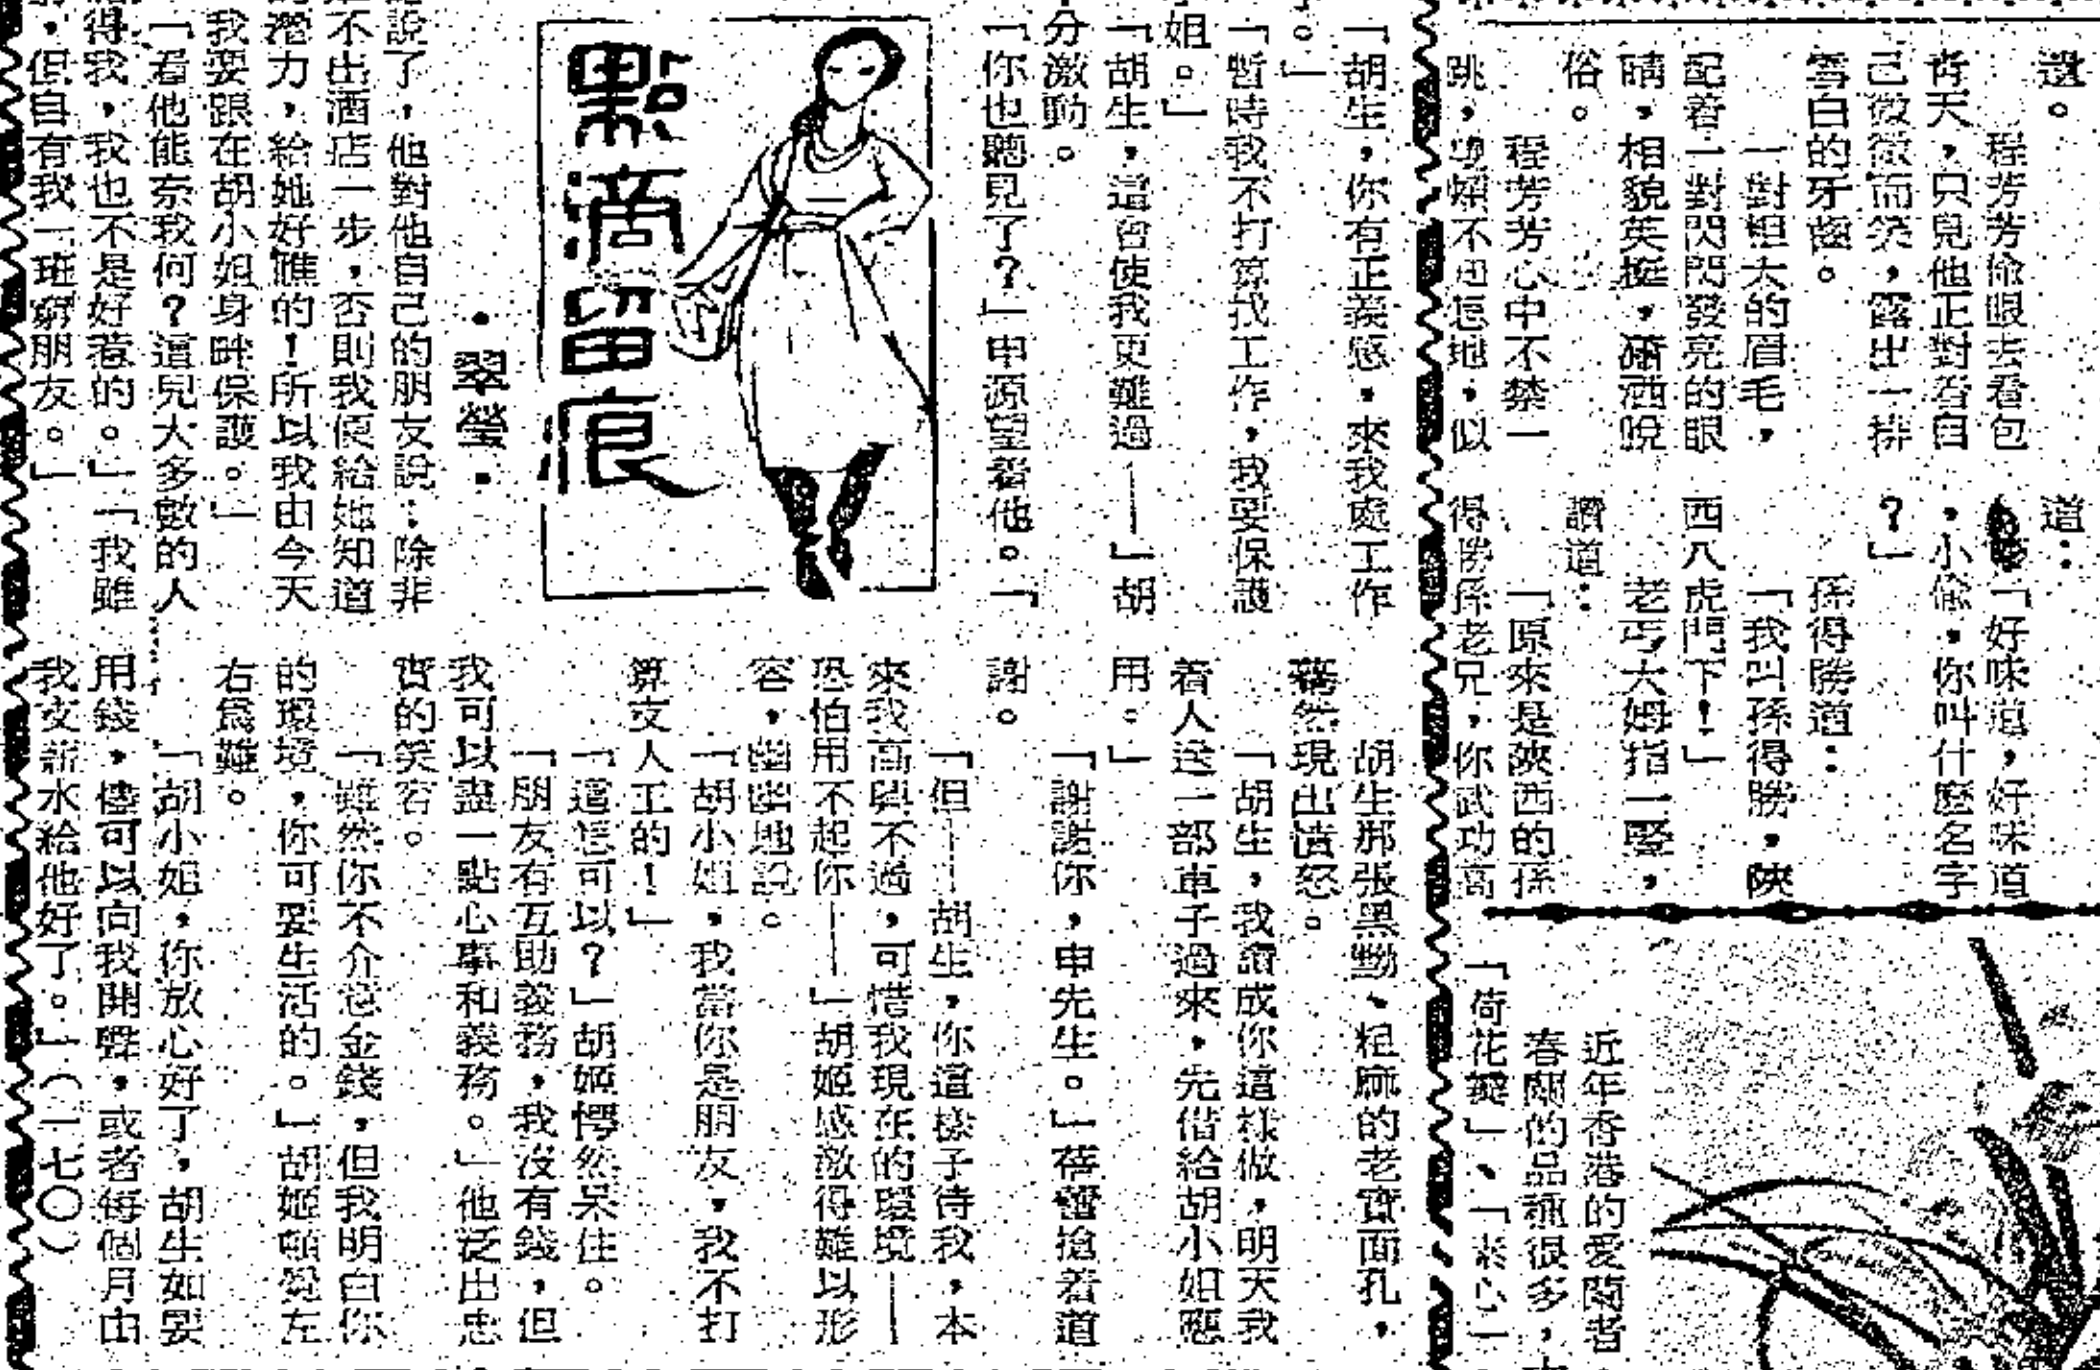 還。
程芳芳偷眼去看包
青天,只見他正對着自
己微微而笑,露出一排
雪白的牙齒。
一對粗大的眉毛,
配着一對閃閃發亮的眼
睛,相貌英挺,瀟洒脫
俗。
程芳芳心中不禁一
跳,
不知怎地,似
道:
「好味道,好味道
,小偷,你叫什麼名字
?」
孫得勝道:
「我叫孫得勝,陝
西八虎門下!」
老丐大姆指一豎,
讚道:
「原來是陝西的孫
得勝孫老兄,你武功高
近年香港的愛蘭者
春蘭的品種很多,
「荷花瓣」、「素心
「胡生,你有正義感,來我處工作
。」
「暫時我不打算找工作,我要保護
姐。」
「胡生,這會使我更難過——」胡
分激動。
「你也聽見了?」申源望着他。「
點滴留痕
·翠瑩·
說了,他對他自己的朋友說:除非
不出酒店一步,否則我便給她知道
的潛力,給她好瞧的!所以我由今天
我要跟在胡小姐身畔保護。」
「看他能奈我何?這兒大多數的人
得我,我也不是好惹的。」「我雖
,但自有我一班窮朋友。」
胡生那張黑黝、粗麻的老實面孔,
驀然現出憤怒。
「胡生,我讚成你這樣做,明天我
着人送一部車子過來,先借給胡小姐應
用。」
「謝謝你,申先生。」蓓蕾搶着道
謝。
「但——胡生,你這樣子待我,本
來我高興不過,可惜我現在的環境——
恐怕用不起你——」胡姬感激得難以形
容,幽幽地說。
「胡小姐,我當你是朋友,我不打
算支人工的!」
「這怎可以?」胡姬愕然呆住。
「朋友有互助義務,我沒有錢,但
我可以盡一點心事和義務。」他泛出忠
實的笑容。
「雖然你不介意金錢,但我明白你
的環境,你可要生活的。」胡姬頓覺左
右爲難。
「胡小姐,你放心好了,胡生如要
用錢,儘可以向我開聲,或者每個月由
我支薪水給他好了。」(一七〇)